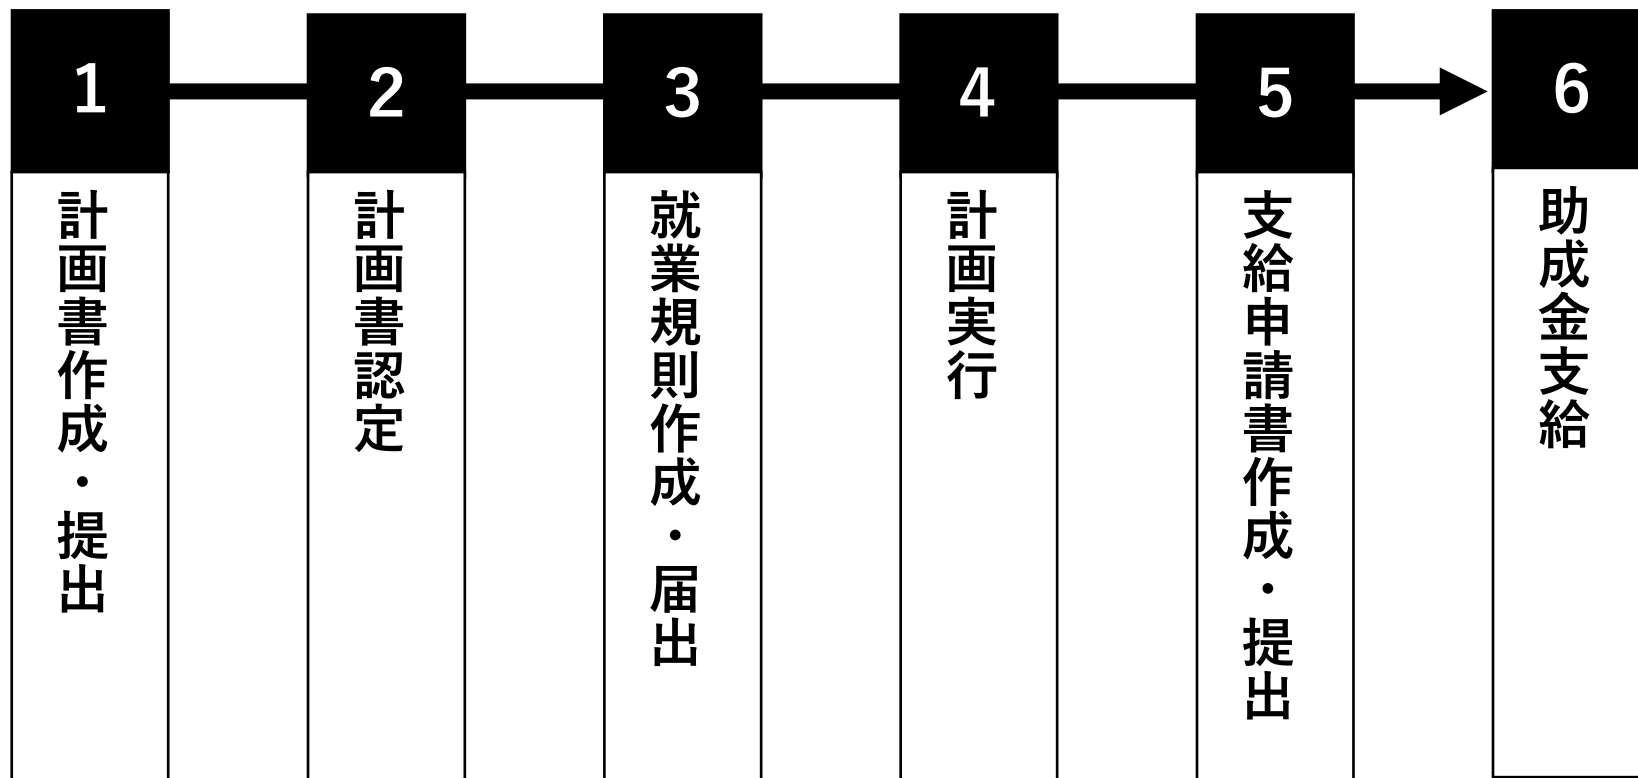 1
計画書作成・提出
2
計画書認定
3
就業規則作成・届出
4
計画実行
5
支給申請書作成・提出
6
助成金支給